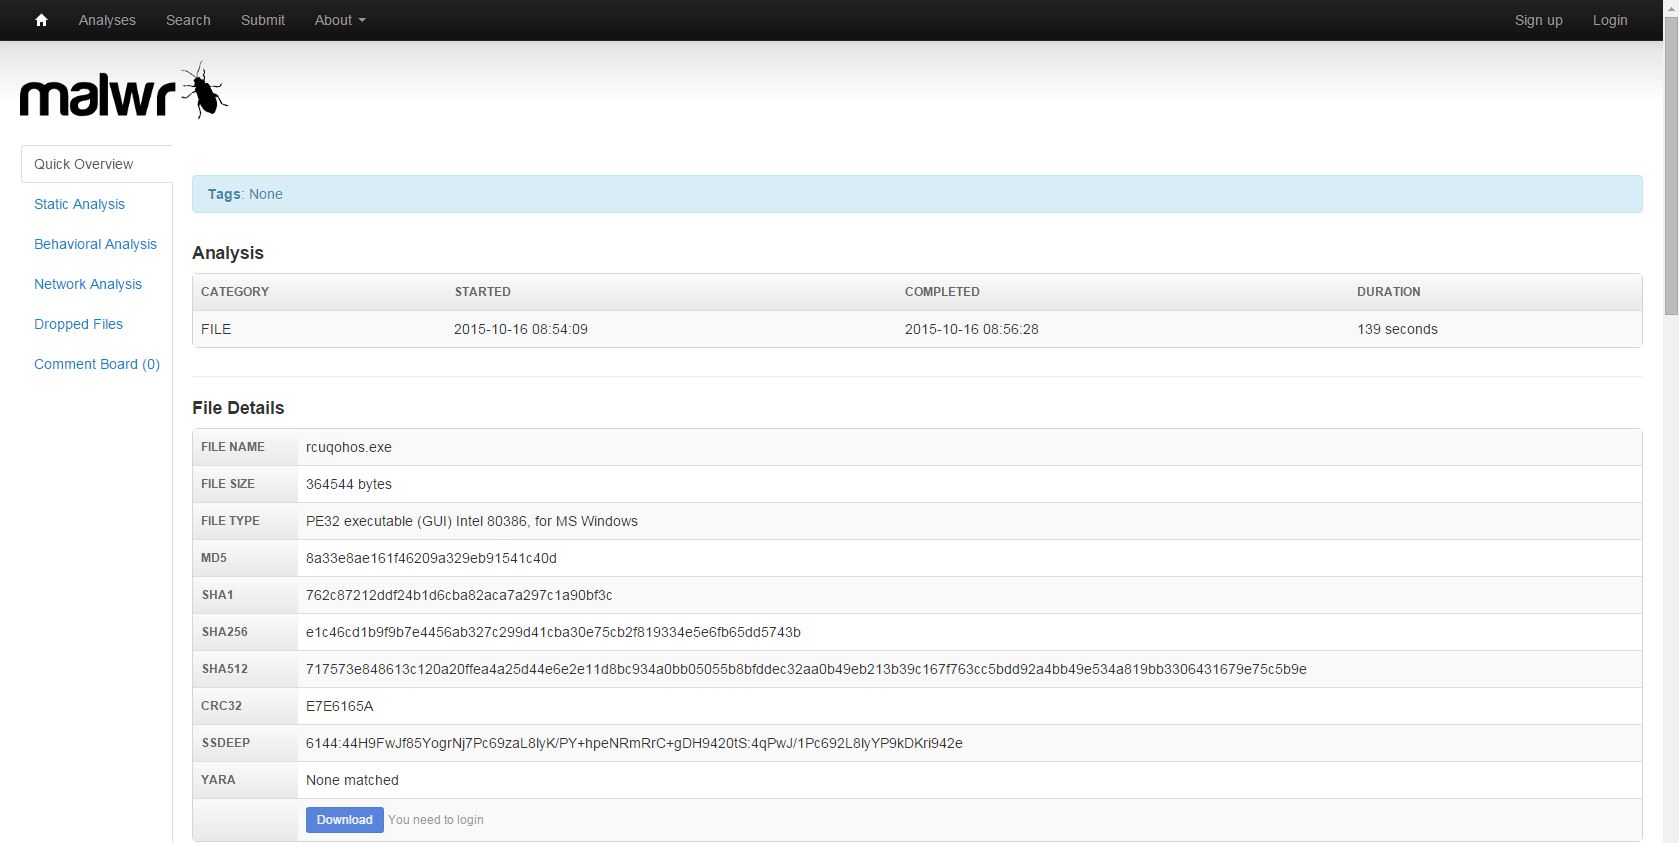 Analyses Search Submit About Sign up Login
malwr
Quick Overview
Static Analysis
Behavioral Analysis
Network Analysis
Dropped Files
Comment Board (0)
Tags: None
Analysis
CATEGORY STARTED COMPLETED DURATION
FILE 2015-10-16 08:54:09 2015-10-16 08:56:28 139 seconds
File Details
FILE NAME rcuqohos.exe
FILE SIZE 364544 bytes
FILE TYPE PE32 executable (GUI) Intel 80386, for MS Windows
MD5 8a33e8ae161f46209a329eb91541c40d
SHA1 762c87212ddf24b1d6cba82aca7a297c1a90bf3c
SHA256 e1c46cd1b9f9b7e4456ab327c299d41cba30e75cb2f819334e5e6fb65dd5743b
SHA512 717573e848613c120a20ffea4a25d44e6e2e11d8bc934a0bb05055b8bfddec32aa0b49eb213b39c167f763cc5bdd92a4bb49e534a819bb3306431679e75c5b9e
CRC32 E7E6165A
SSDEEP 6144:44H9FwJf85YogrNj7Pc69zaL8lyK/PY+hpeNRmRrC+gDH9420tS:4qPwJ/1Pc692L8lyYP9kDKri942e
YARA None matched
Download You need to login